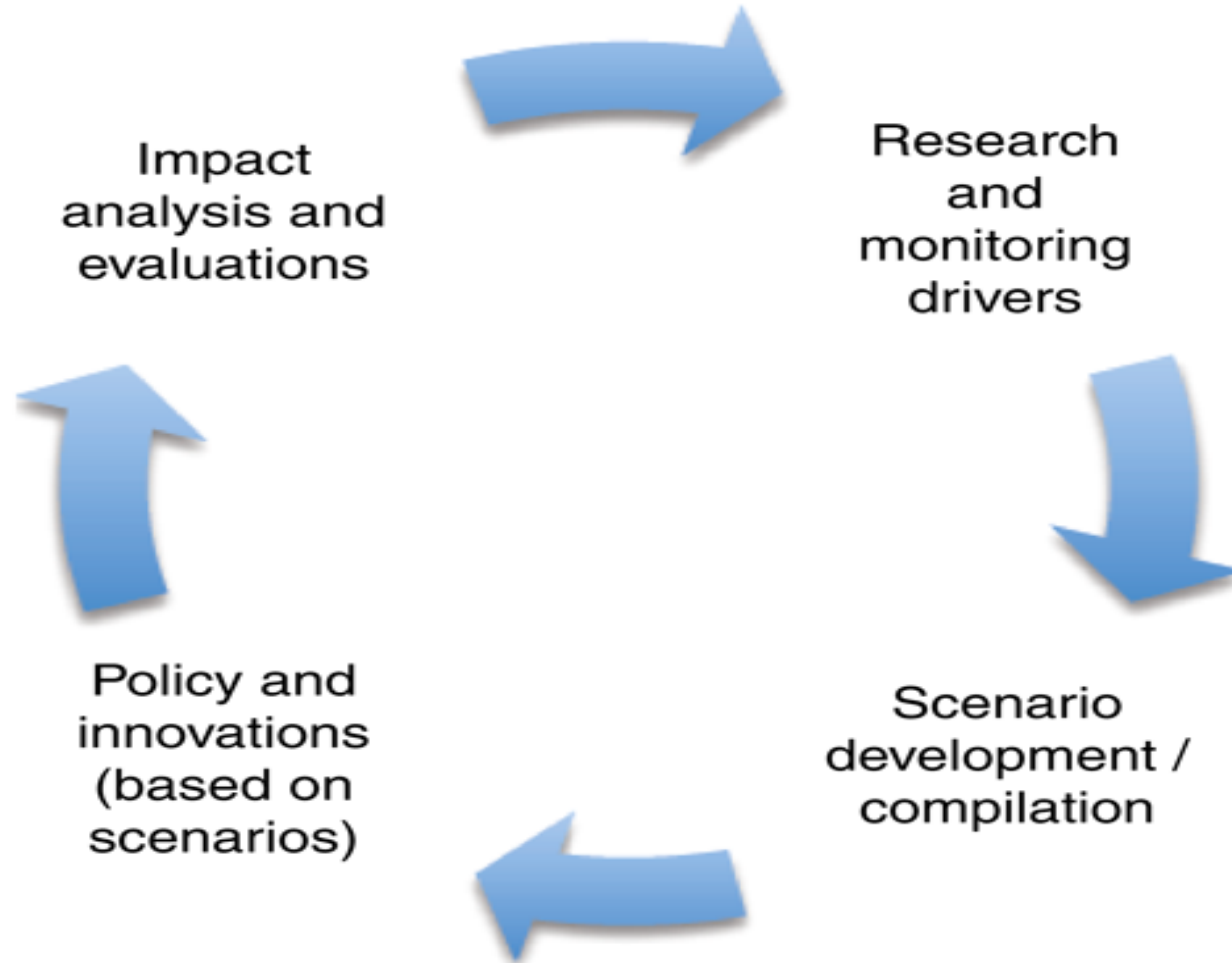 Impact
analysis and
evaluations
Research
and
monitoring
drivers
Policy and
innovations
(based on
scenarios)
Scenario
development /
compilation